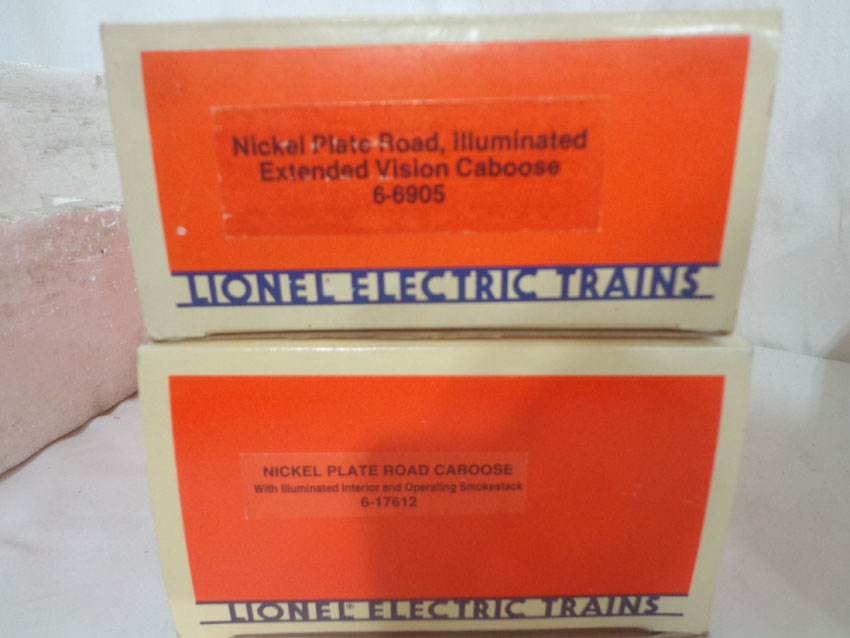 Nickel Plate Road, Illuminated
Extended Vision Caboose
6-6905
LIONEL ELECTRIC TRAINS
NICKEL PLATE ROAD CABOOSE
With Illuminated Interior and Operating Smokestack
6-17612
LIONEL® ELECTRIC TRAINS